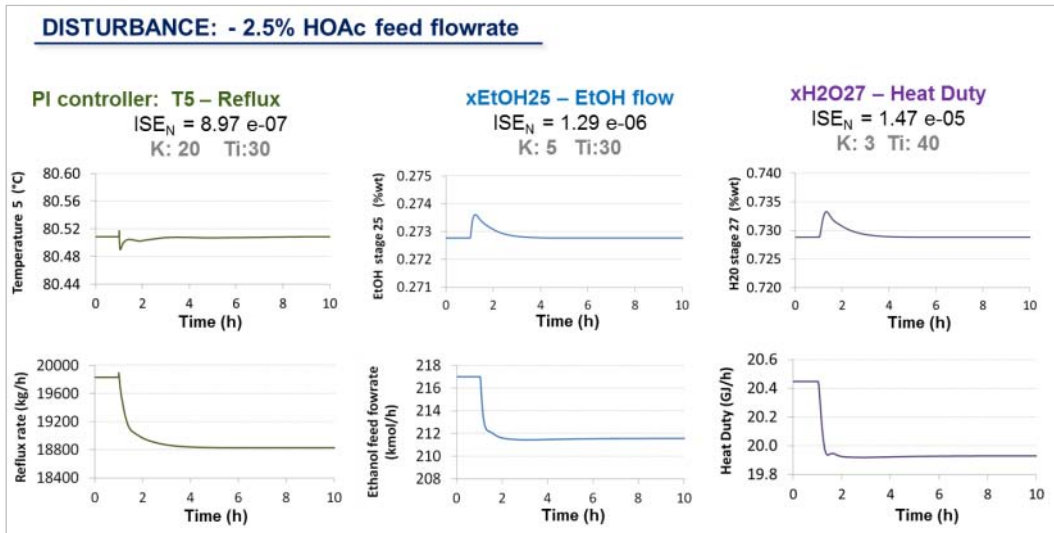 DISTURBANCE: - 2.5% HOAc feed flowrate
PI controller: T5 – Reflux
ISEN = 8.97 e-07
K: 20 Ti:30
80.60
80.56
80.52
80.48
80.44
Temperature 5 (°C)
0 2 4 6 8 10
Time (h)
20000
19600
19200
18800
18400
Reflux rate (kg/h)
0 2 4 6 8 10
Time (h)
xEtOH25 – EtOH flow
ISEN = 1.29 e-06
K: 5 Ti:30
0.275
0.274
0.273
0.272
0.271
EtOH stage 25 (%wt)
0 2 4 6 8 10
Time (h)
218
216
214
212
210
208
Ethanol feed fowrate
(kmol/h)
0 2 4 6 8 10
Time (h)
xH2O27 – Heat Duty
ISEN = 1.47 e-05
K: 3 Ti: 40
0.740
0.735
0.730
0.725
0.720
H20 stage 27 (%wt)
0 2 4 6 8 10
Time (h)
20.6
20.4
20.2
20.0
19.8
Heat Duty (GJ/h)
0 2 4 6 8 10
Time (h)